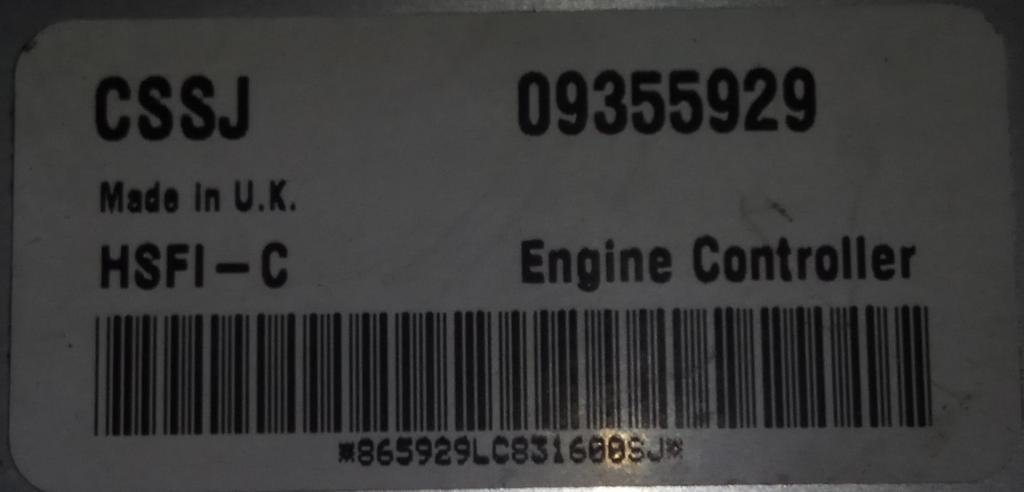 CSSJ 09355929
Made in U.K.
HSFI-C Engine Controller
*865929LC831600SJ*